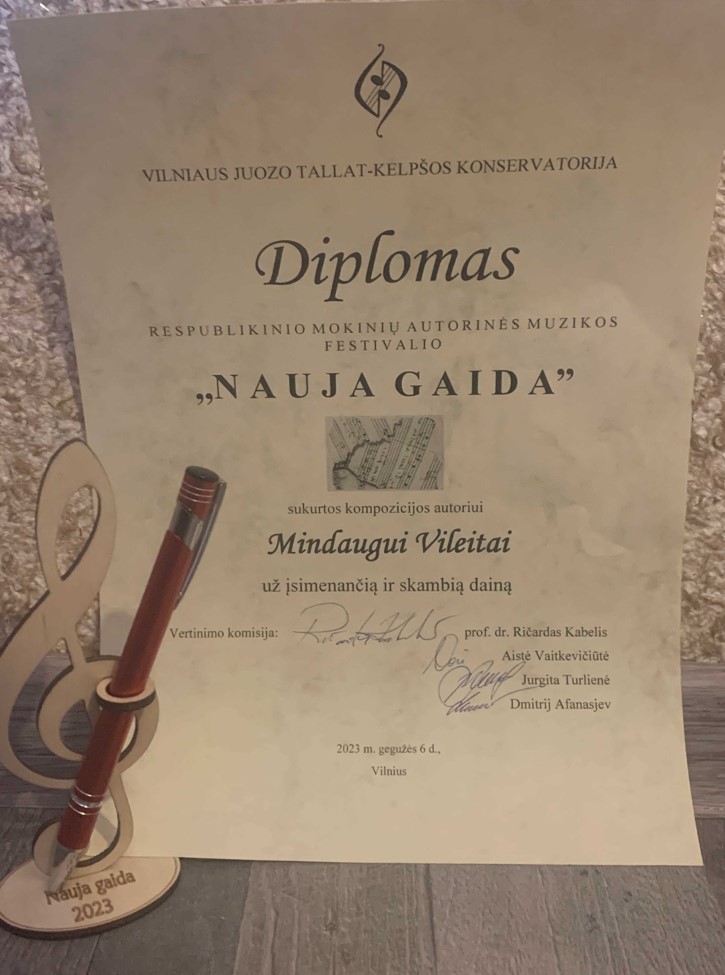 VILNIAUS JUOZO TALLAT-KELPŠOS KONSERVATORIJA
Diplomas
RESPUBLIKINIO MOKINIŲ AUTORINĖS MUZIKOS
FESTIVALIO
„NAUJA GAIDA”
sukurtos kompozicijos autoriui
Mindaugui Vileitai
už įsimenančią ir skambią dainą
Vertinimo komisija: prof. dr. Ričardas Kabelis
Aistė Vaitkevičiūtė
Jurgita Turlienė
Dmitrij Afanasjev
2023 m. gegužės 6 d.,
Vilnius
Nauja gaida
2023